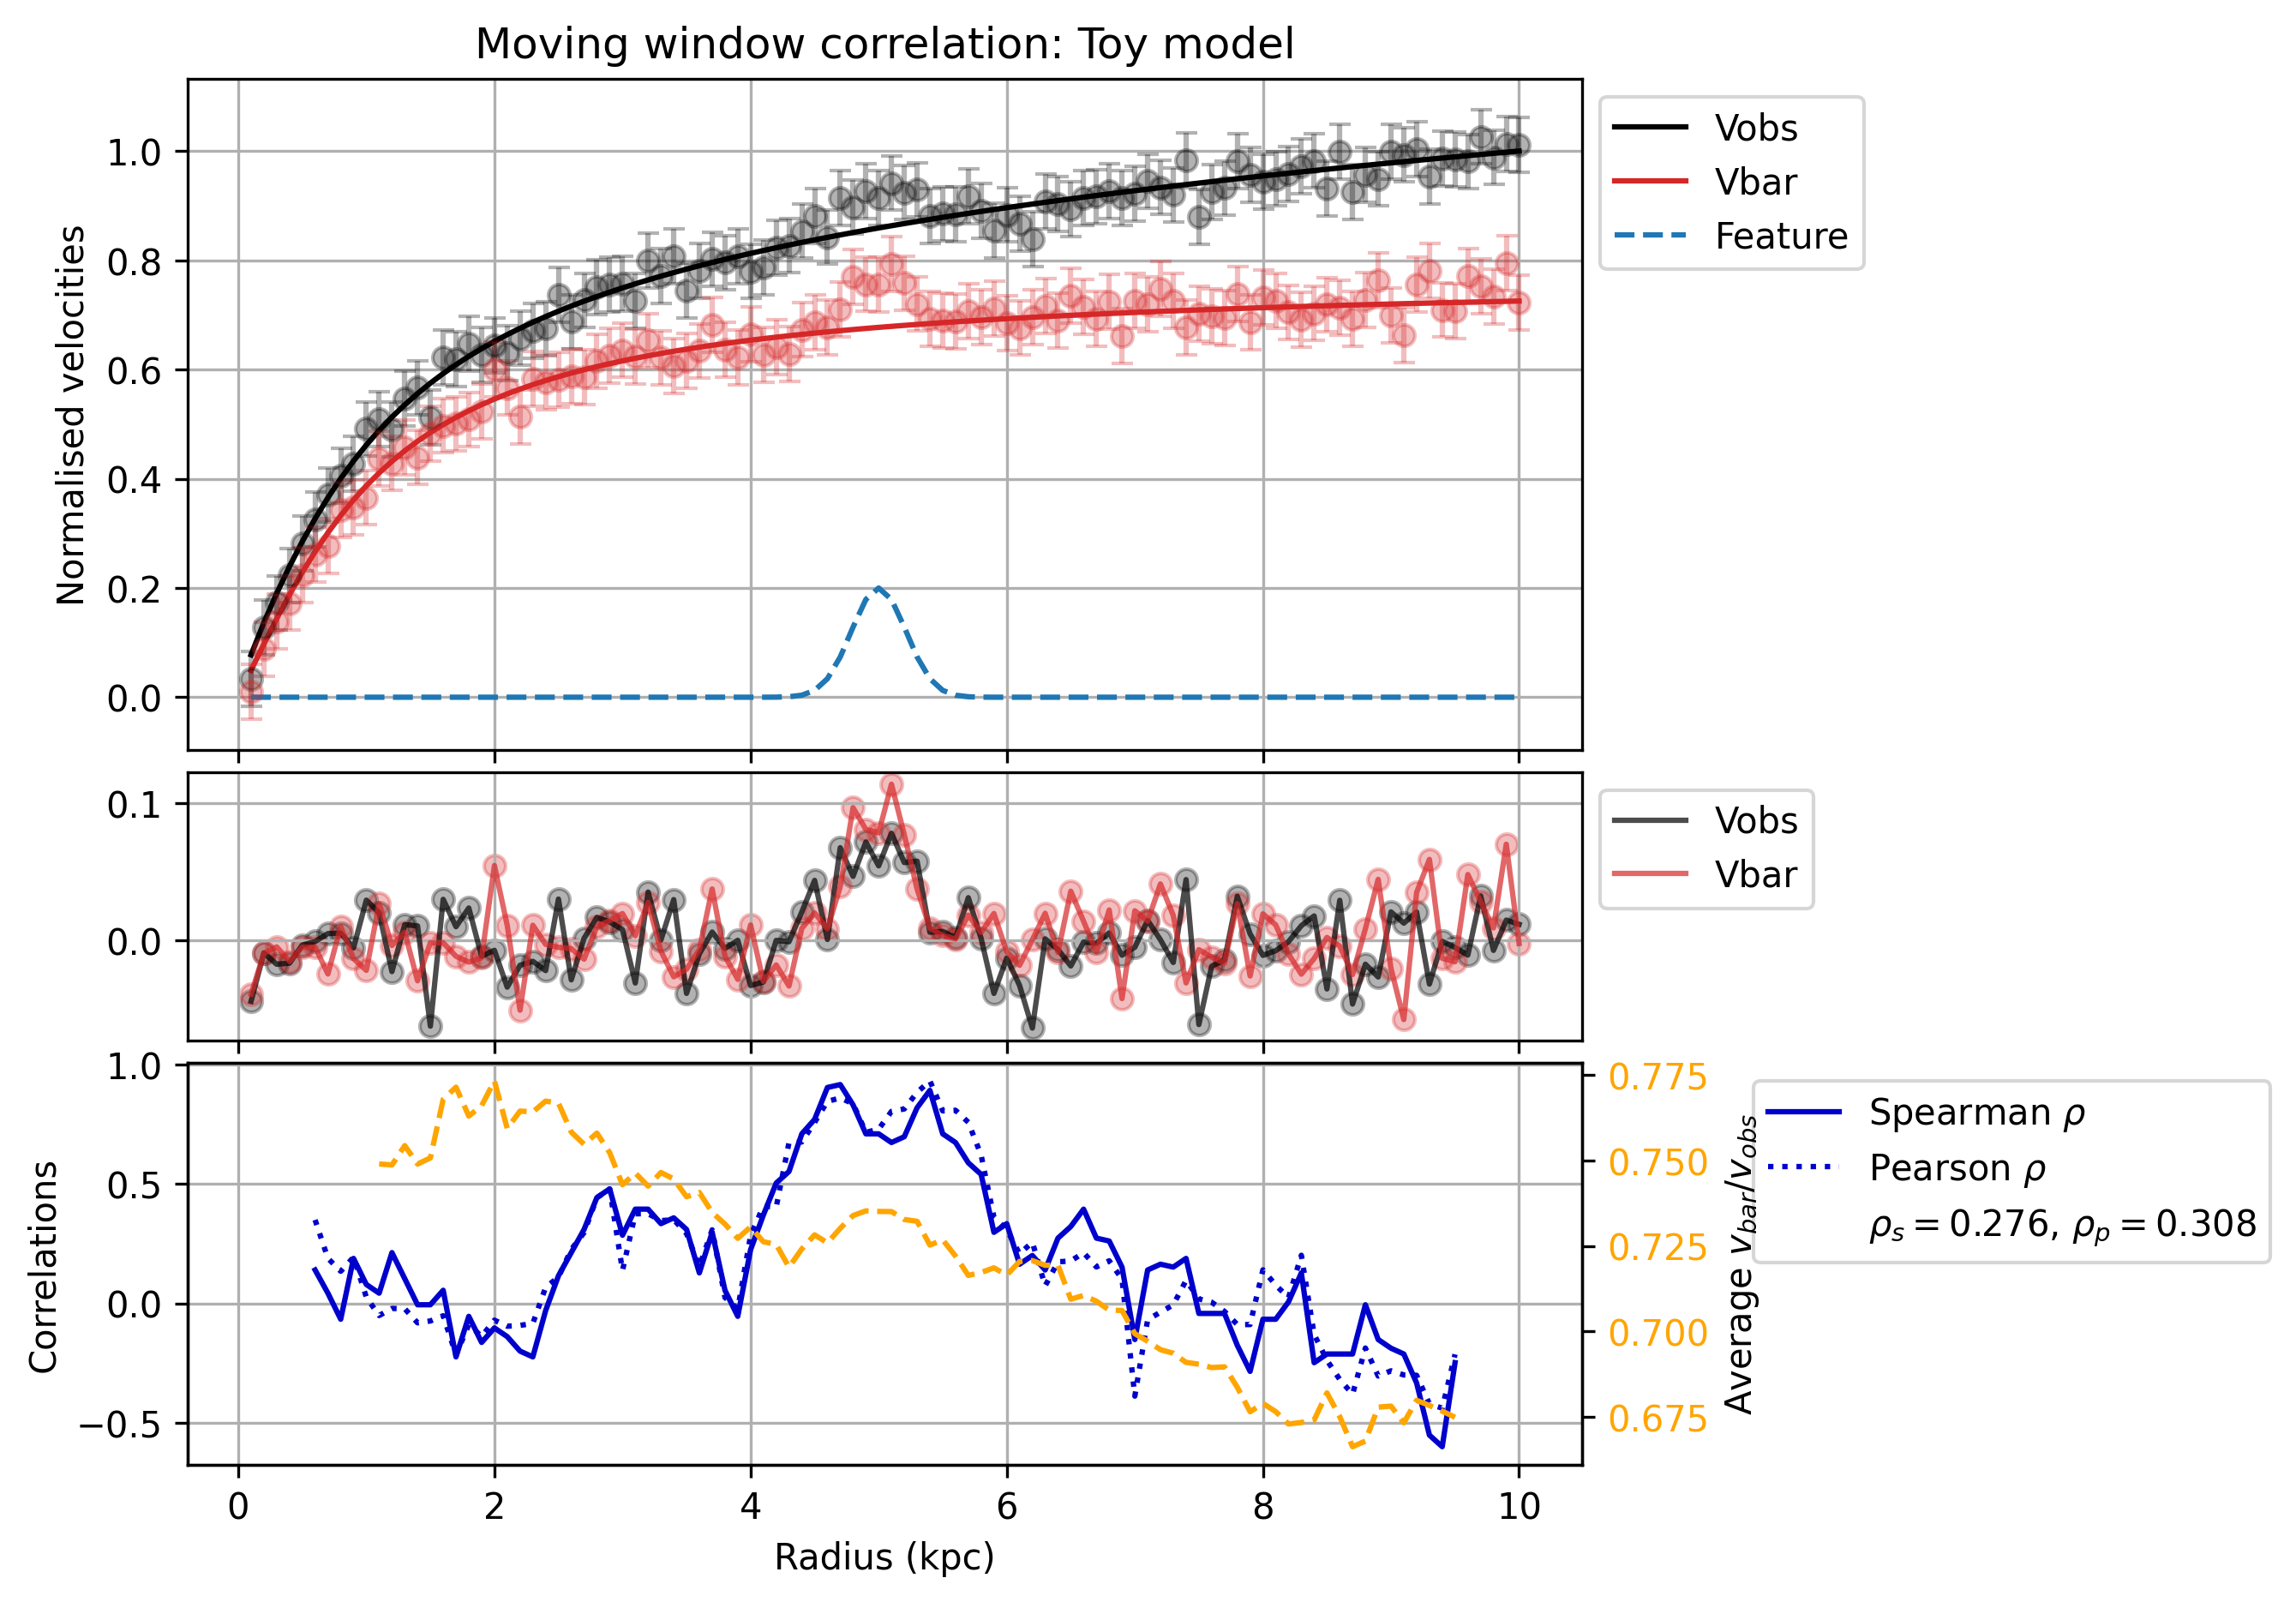 Moving window correlation: Toy model
Normalised velocities
1.0
0.8
0.6
0.4
0.2
0.0
Vobs
Vbar
Feature
0.1
0.0
Vobs
Vbar
Correlations
1.0
0.5
0.0
−0.5
0.775
0.750
0.725
0.700
0.675
Average v_bar/v_obs
Spearman ρ
Pearson ρ
ρ_s = 0.276, ρ_p = 0.308
0 2 4 6 8 10
Radius (kpc)